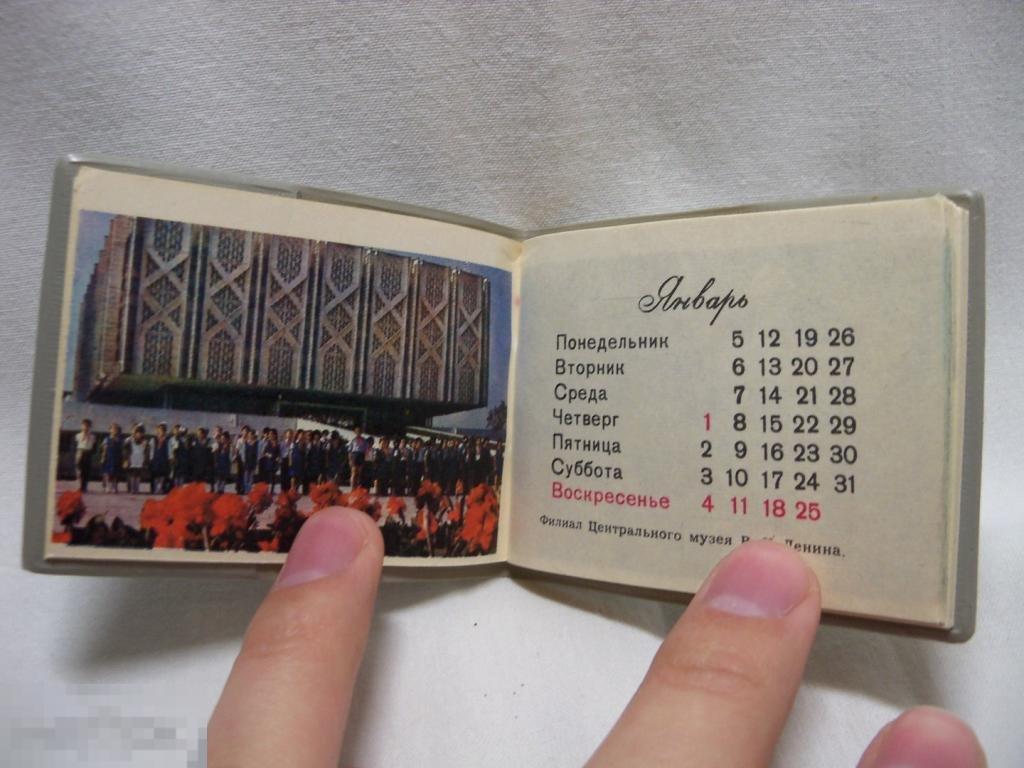 Январь
Понедельник 5 12 19 26
Вторник 6 13 20 27
Среда 7 14 21 28
Четверг 1 8 15 22 29
Пятница 2 9 16 23 30
Суббота 3 10 17 24 31
Воскресенье 4 11 18 25
Филиал Центрального музея В. Ленина.